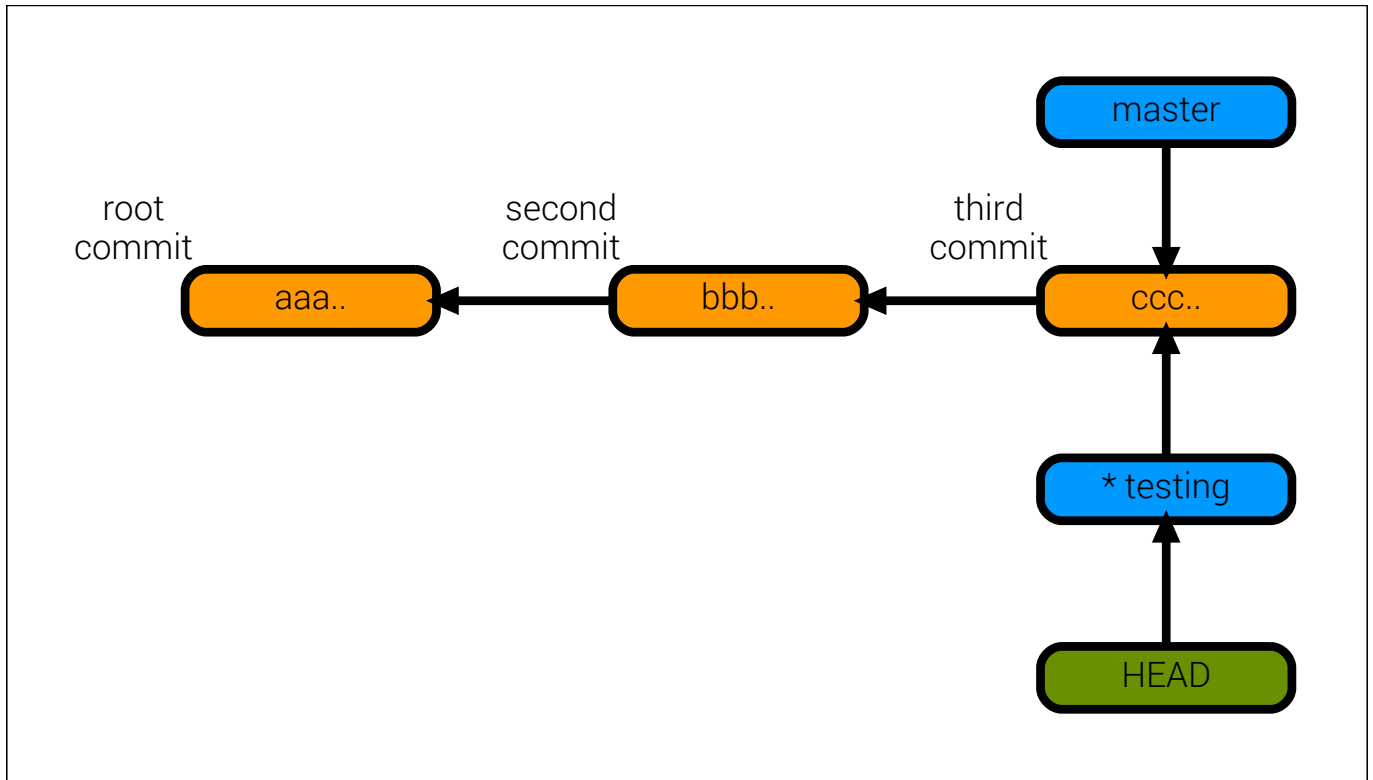 master
root
commit
second
commit
third
commit
aaa..
bbb..
ccc..
* testing
HEAD